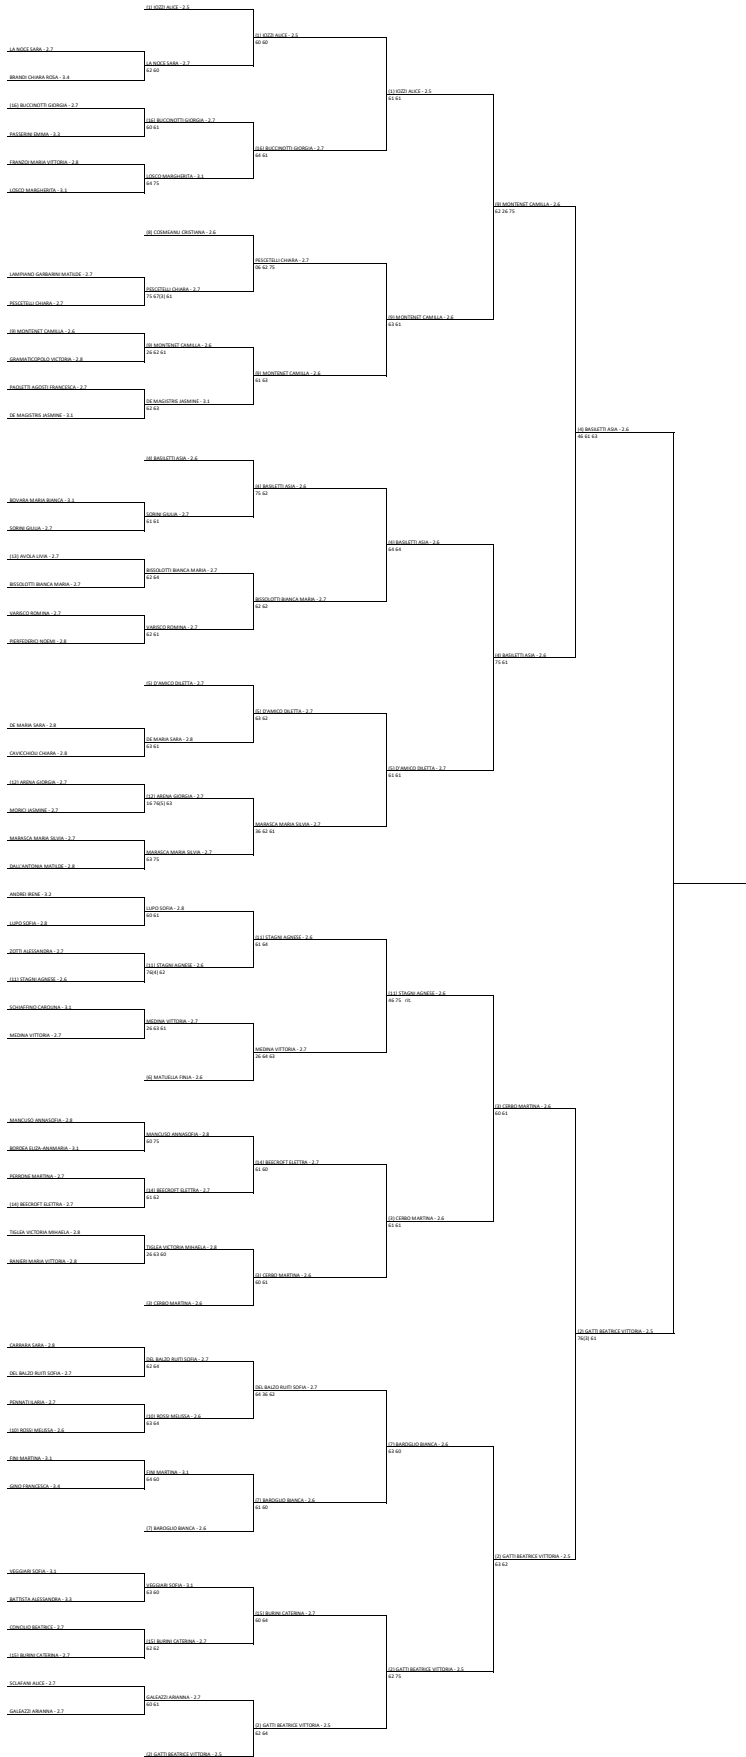 (1) IOZZI ALICE - 2.5
LA NOCE SARA - 2.7
BRANDI CHIARA ROSA - 3.4
(16) BUCCINOTTI GIORGIA - 2.7
PASSERINI EMMA - 3.3
FRANZOI MARIA VITTORIA - 2.8
LOSCO MARGHERITA - 3.1
(8) COSMEANU CRISTIANA - 2.6
LAMPIANO GARBARINI MATILDE - 2.7
PESCETELLI CHIARA - 2.7
(9) MONTENET CAMILLA - 2.6
GRAMATICOPOLO VICTORIA - 2.8
PAOLETTI AGOSTI FRANCESCA - 2.7
DE MAGISTRIS JASMINE - 3.1
(4) BASILETTI ASIA - 2.6
BOVARA MARIA BIANCA - 3.1
SORINI GIULIA - 2.7
(13) AVOLA LIVIA - 2.7
BISSOLOTTI BIANCA MARIA - 2.7
VARISCO ROMINA - 2.7
PIERFEDERICI NOEMI - 2.8
(5) D'AMICO DILETTA - 2.7
DE MARIA SARA - 2.8
CAVICCHIOLI CHIARA - 2.8
(12) ARENA GIORGIA - 2.7
MORICI JASMINE - 2.7
MARASCA MARIA SILVIA - 2.7
DALL'ANTONIA MATILDE - 2.8
ANDREI IRENE - 3.2
LUPO SOFIA - 2.8
ZOTTI ALESSANDRA - 2.7
(11) STAGNI AGNESE - 2.6
SCHIAFFINO CAROLINA - 3.1
MEDINA VITTORIA - 2.7
(6) MATUELLA FINJA - 2.6
MANCUSO ANNASOFIA - 2.8
BORDEA ELIZA-ANAMARIA - 3.1
PERRONE MARTINA - 2.7
(14) BEECROFT ELETTRA - 2.7
TIGLEA VICTORIA MIHAELA - 2.8
RANIERI MARIA VITTORIA - 2.8
(3) CERBO MARTINA - 2.6
CARRARA SARA - 2.8
DEL BALZO RUITI SOFIA - 2.7
PENNATI ILARIA - 2.7
(10) ROSSI MELISSA - 2.6
FINI MARTINA - 3.1
GINO FRANCESCA - 3.4
(7) BAROGLIO BIANCA - 2.6
VEGGIARI SOFIA - 3.1
BATTISTA ALESSANDRA - 3.3
CONCILIO BEATRICE - 2.7
(15) BURINI CATERINA - 2.7
SCLAFANI ALICE - 2.7
GALEAZZI ARIANNA - 2.7
(2) GATTI BEATRICE VITTORIA - 2.5
LA NOCE SARA - 2.7
62 60
(16) BUCCINOTTI GIORGIA - 2.7
60 61
LOSCO MARGHERITA - 3.1
64 75
PESCETELLI CHIARA - 2.7
75 67(3) 61
(9) MONTENET CAMILLA - 2.6
26 62 61
DE MAGISTRIS JASMINE - 3.1
62 63
SORINI GIULIA - 2.7
61 61
BISSOLOTTI BIANCA MARIA - 2.7
62 64
VARISCO ROMINA - 2.7
62 61
DE MARIA SARA - 2.8
63 61
(12) ARENA GIORGIA - 2.7
16 76(5) 63
MARASCA MARIA SILVIA - 2.7
63 75
LUPO SOFIA - 2.8
60 61
(11) STAGNI AGNESE - 2.6
76(4) 62
MEDINA VITTORIA - 2.7
26 63 61
MANCUSO ANNASOFIA - 2.8
60 75
(14) BEECROFT ELETTRA - 2.7
61 62
TIGLEA VICTORIA MIHAELA - 2.8
26 63 60
DEL BALZO RUITI SOFIA - 2.7
62 64
(10) ROSSI MELISSA - 2.6
63 64
FINI MARTINA - 3.1
64 60
VEGGIARI SOFIA - 3.1
63 60
(15) BURINI CATERINA - 2.7
62 62
GALEAZZI ARIANNA - 2.7
60 61
(1) IOZZI ALICE - 2.5
60 60
(16) BUCCINOTTI GIORGIA - 2.7
64 61
PESCETELLI CHIARA - 2.7
06 62 75
(9) MONTENET CAMILLA - 2.6
61 63
(4) BASILETTI ASIA - 2.6
75 62
BISSOLOTTI BIANCA MARIA - 2.7
62 62
(5) D'AMICO DILETTA - 2.7
63 62
MARASCA MARIA SILVIA - 2.7
36 62 61
(11) STAGNI AGNESE - 2.6
61 64
MEDINA VITTORIA - 2.7
26 64 63
(14) BEECROFT ELETTRA - 2.7
61 60
(3) CERBO MARTINA - 2.6
60 61
DEL BALZO RUITI SOFIA - 2.7
64 36 62
(7) BAROGLIO BIANCA - 2.6
61 60
(15) BURINI CATERINA - 2.7
60 64
(2) GATTI BEATRICE VITTORIA - 2.5
62 64
(1) IOZZI ALICE - 2.5
61 61
(9) MONTENET CAMILLA - 2.6
63 61
(4) BASILETTI ASIA - 2.6
64 64
(5) D'AMICO DILETTA - 2.7
61 61
(11) STAGNI AGNESE - 2.6
46 75 rit.
(3) CERBO MARTINA - 2.6
61 61
(7) BAROGLIO BIANCA - 2.6
63 60
(2) GATTI BEATRICE VITTORIA - 2.5
62 75
(9) MONTENET CAMILLA - 2.6
62 26 75
(4) BASILETTI ASIA - 2.6
75 61
(3) CERBO MARTINA - 2.6
60 61
(2) GATTI BEATRICE VITTORIA - 2.5
63 62
(4) BASILETTI ASIA - 2.6
46 61 63
(2) GATTI BEATRICE VITTORIA - 2.5
76(3) 61